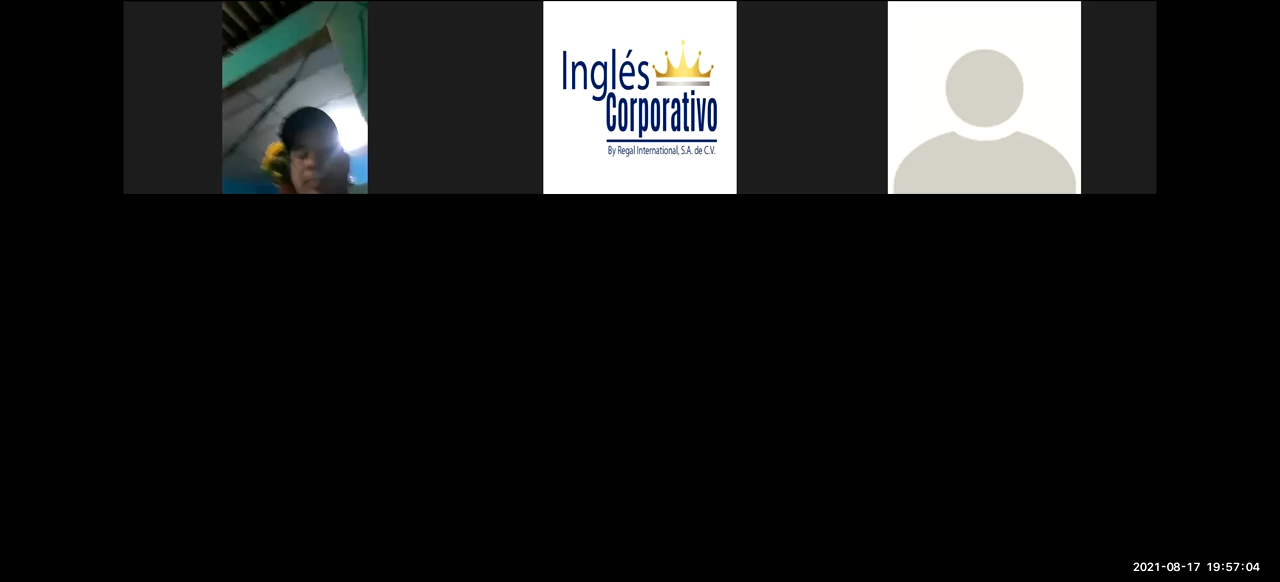 Inglés
Corporativo
By Regal International, S.A. de C.V.
2021-08-17 19:57:04